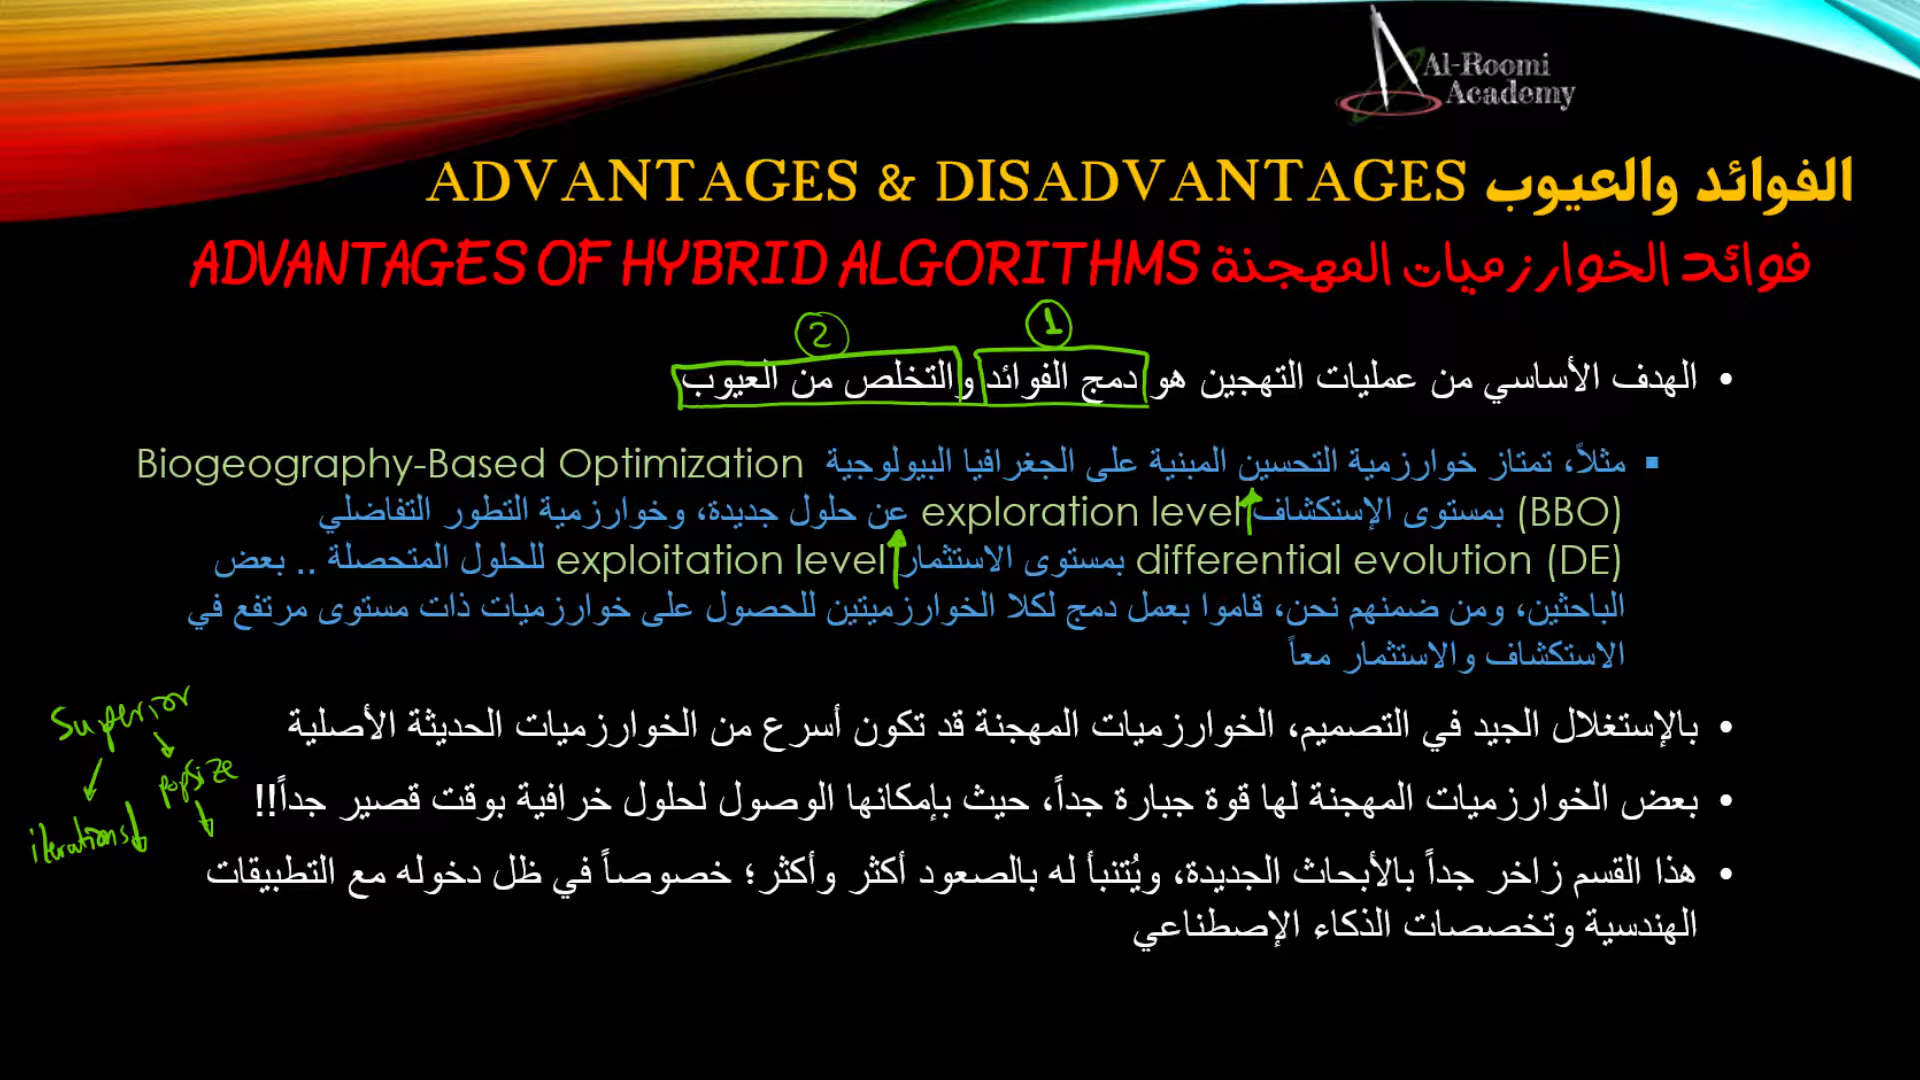 Al-Roomi
Academy
الفوائد والعيوب ADVANTAGES & DISADVANTAGES
فوائد الخوارزميات المهجنة ADVANTAGES OF HYBRID ALGORITHMS
2 1
• الهدف الأساسي من عمليات التهجين هو دمج الفوائد والتخلص من العيوب
▪ مثلاً، تمتاز خوارزمية التحسين المبنية على الجغرافيا البيولوجية Biogeography-Based Optimization
(BBO) بمستوى الإستكشاف exploration level عن حلول جديدة، وخوارزمية التطور التفاضلي
differential evolution (DE) بمستوى الاستثمار exploitation level للحلول المتحصلة .. بعض
الباحثين، ومن ضمنهم نحن، قاموا بعمل دمج لكلا الخوارزميتين للحصول على خوارزميات ذات مستوى مرتفع في
الاستكشاف والاستثمار معاً
• بالإستغلال الجيد في التصميم، الخوارزميات المهجنة قد تكون أسرع من الخوارزميات الحديثة الأصلية
• بعض الخوارزميات المهجنة لها قوة جبارة جداً، حيث بإمكانها الوصول لحلول خرافية بوقت قصير جداً!!
• هذا القسم زاخر جداً بالأبحاث الجديدة، ويُتنبأ له بالصعود أكثر وأكثر؛ خصوصاً في ظل دخوله مع التطبيقات
الهندسية وتخصصات الذكاء الإصطناعي
Superior
popsize
iterations